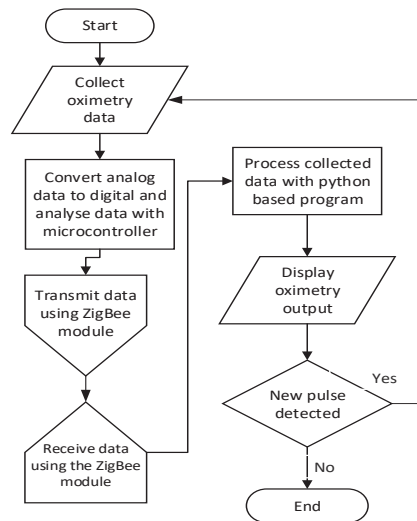 Start
Collect
oximetry
data
Convert analog
data to digital and
analyse data with
microcontroller
Transmit data
using ZigBee
module
Receive data
using the ZigBee
module
Process collected
data with python
based program
Display
oximetry
output
New pulse
detected
Yes
No
End